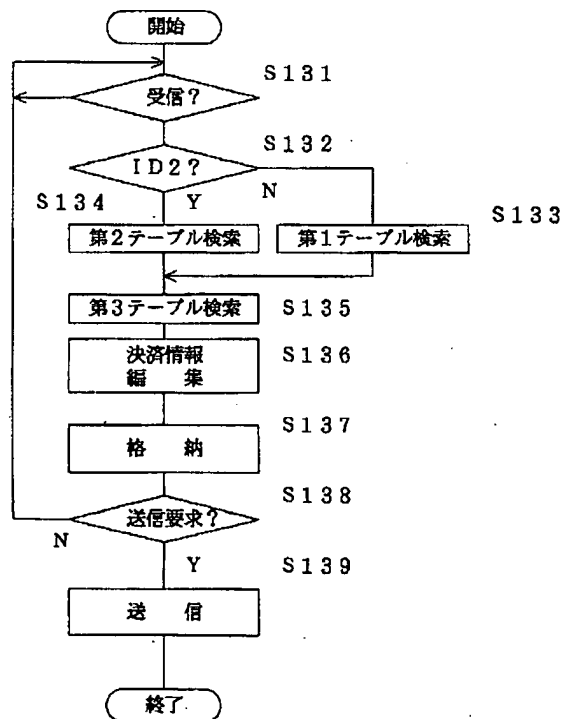 開始
S131
受信?
S132
ID2?
N
S134
Y
S133
第2テーブル検索
第1テーブル検索
第3テーブル検索
S135
決済情報
編 集
S136
S137
格 納
S138
送信要求?
N
Y
S139
送 信
終了